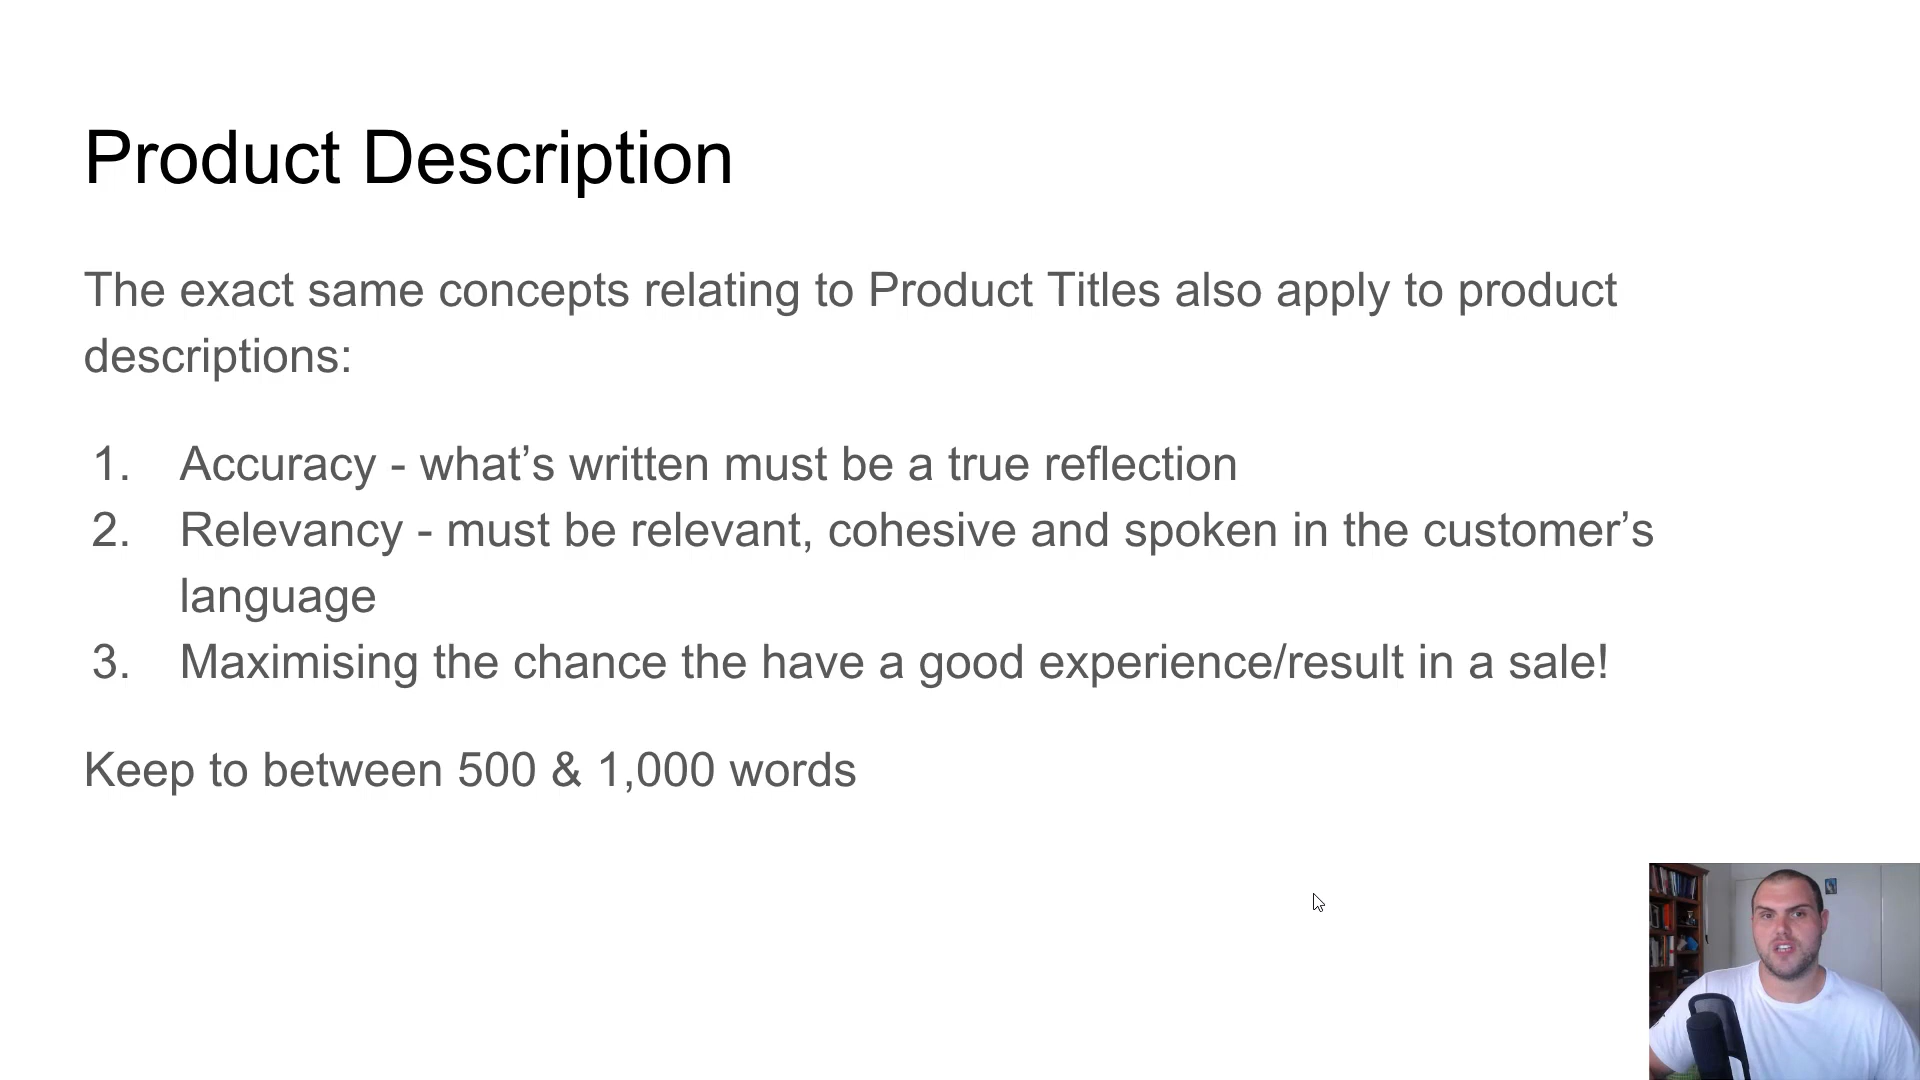 Product Description
The exact same concepts relating to Product Titles also apply to product
descriptions:
1. Accuracy - what’s written must be a true reflection
2. Relevancy - must be relevant, cohesive and spoken in the customer’s
language
3. Maximising the chance the have a good experience/result in a sale!
Keep to between 500 & 1,000 words